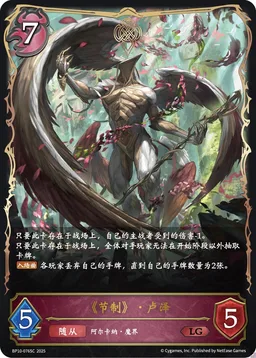 7
只要此卡存在于战场上，自己的主战者受到的伤害-1。
只要此卡存在于战场上，全体对手玩家无法在开始阶段以外抽取
卡牌。
入场曲 各玩家丢弃自己的手牌，直到自己的手牌数量为2张。
《节制》·卢泽
5
随从
阿尔卡纳·魔界
LG
5
BP10-076SC 2025
© Cygames, Inc. Published by NetEase Games